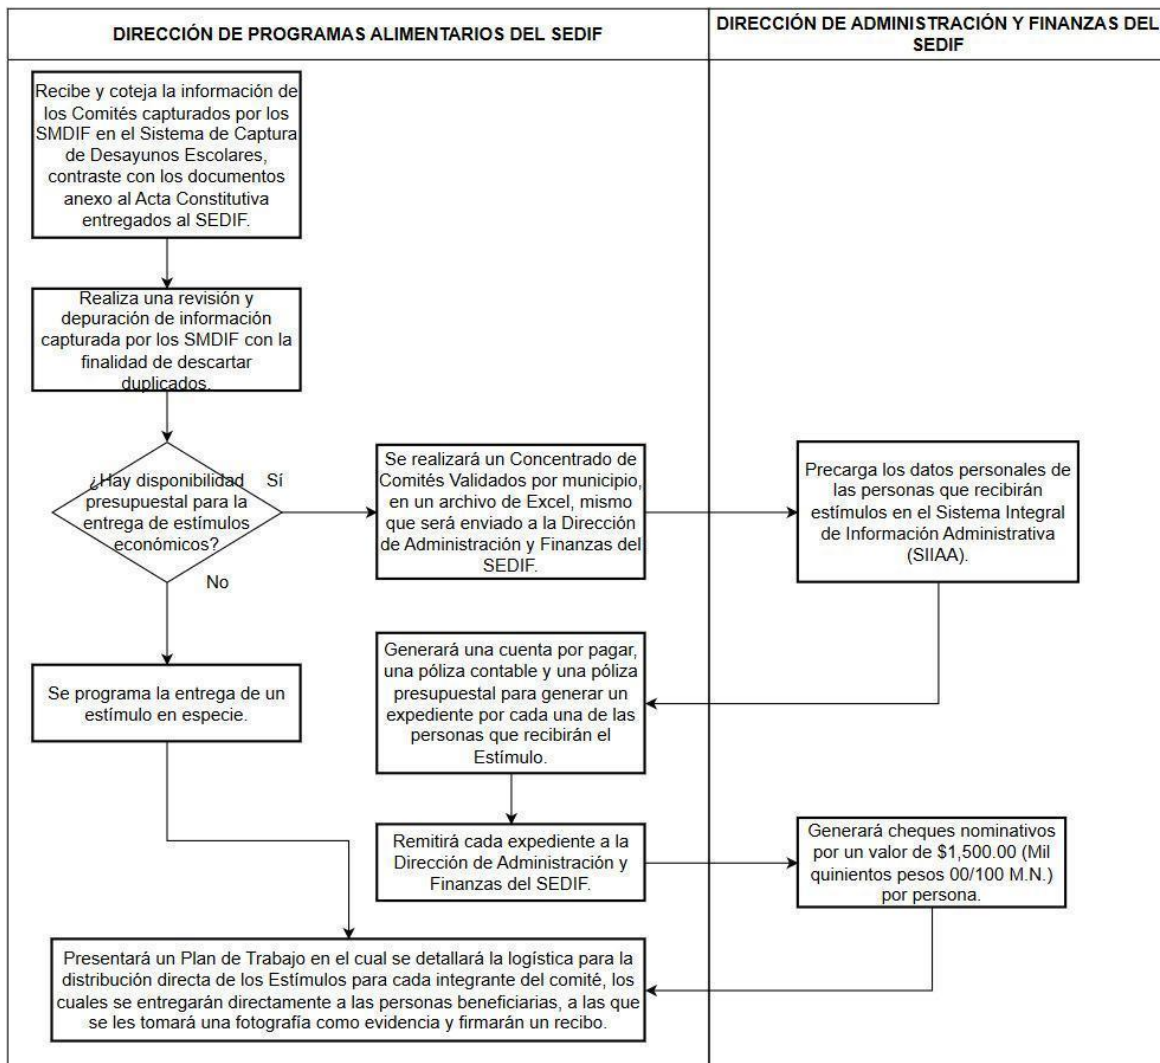 DIRECCIÓN DE PROGRAMAS ALIMENTARIOS DEL SEDIF
DIRECCIÓN DE ADMINISTRACIÓN Y FINANZAS DEL
SEDIF
Recibe y coteja la información de
los Comités capturados por los
SMDIF en el Sistema de Captura
de Desayunos Escolares,
contraste con los documentos
anexo al Acta Constitutiva
entregados al SEDIF.
Realiza una revisión y
depuración de información
capturada por los SMDIF con la
finalidad de descartar
duplicados.
¿Hay disponibilidad
presupuestal para la
entrega de estímulos
económicos?
Sí
No
Se realizará un Concentrado de
Comités Validados por municipio,
en un archivo de Excel, mismo
que será enviado a la Dirección
de Administración y Finanzas del
SEDIF.
Precarga los datos personales de
las personas que recibirán
estímulos en el Sistema Integral
de Información Administrativa
(SIIAA).
Generará una cuenta por pagar,
una póliza contable y una póliza
presupuestal para generar un
expediente por cada una de las
personas que recibirán el
Estímulo.
Se programa la entrega de un
estímulo en especie.
Remitirá cada expediente a la
Dirección de Administración y
Finanzas del SEDIF.
Generará cheques nominativos
por un valor de $1,500.00 (Mil
quinientos pesos 00/100 M.N.)
por persona.
Presentará un Plan de Trabajo en el cual se detallará la logística para la
distribución directa de los Estímulos para cada integrante del comité, los
cuales se entregarán directamente a las personas beneficiarias, a las que
se les tomará una fotografía como evidencia y firmarán un recibo.